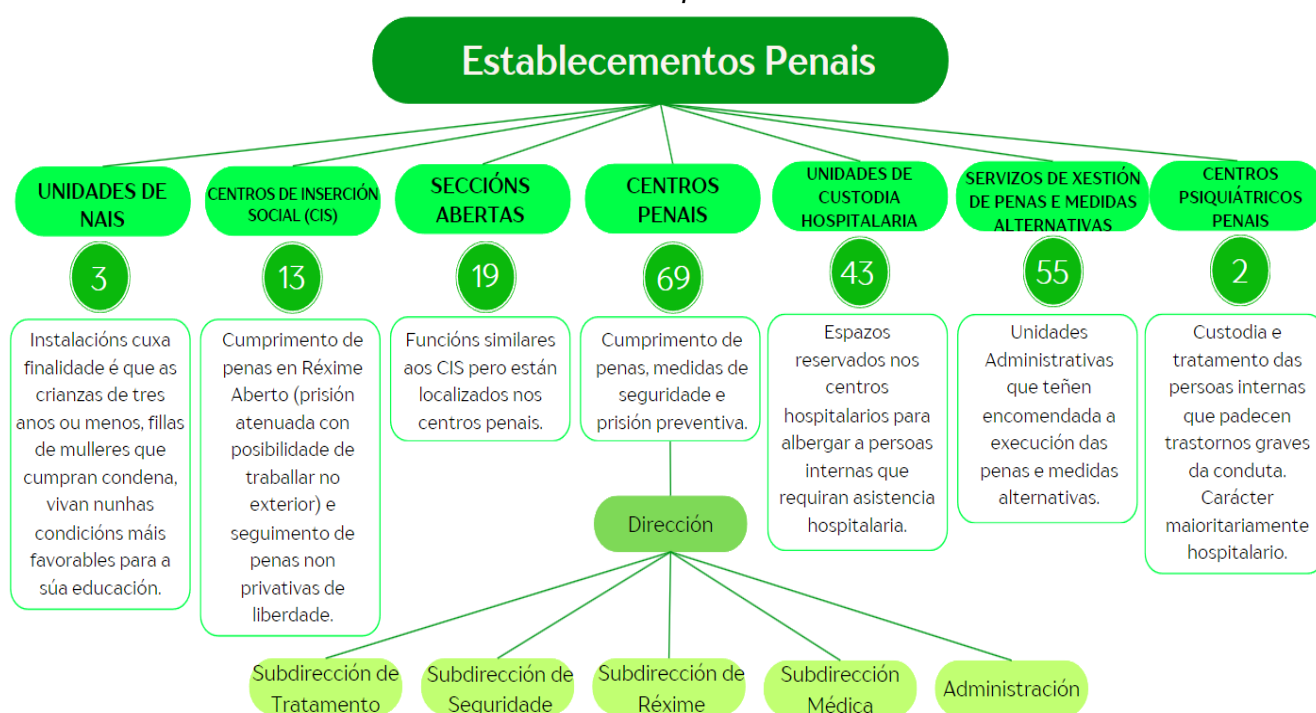 Establecementos Penais
UNIDADES DE
NAIS
3
Instalacións cuxa
finalidade é que as
crianzas de tres
anos ou menos, fillas
de mulleres que
cumpran condena,
vivan nunhas
condicións máis
favorables para a
súa educación.
CENTROS DE INSERCIÓN
SOCIAL (CIS)
13
Cumprimento de
penas en Réxime
Aberto (prisión
atenuada con
posibilidade de
traballar no
exterior) e
seguimento de
penas non
privativas de
liberdade.
SECCIÓNS
ABERTAS
19
Funcións similares
aos CIS pero están
localizados nos
centros penais.
CENTROS
PENAIS
69
Cumprimento de
penas, medidas de
seguridade e
prisión preventiva.
UNIDADES DE
CUSTODIA
HOSPITALARIA
43
Espazos
reservados nos
centros
hospitalarios para
albergar a persoas
internas que
requiran asistencia
hospitalaria.
SERVIZOS DE XESTIÓN
DE PENAS E MEDIDAS
ALTERNATIVAS
55
Unidades
Administrativas
que teñen
encomendada a
execución das
penas e medidas
alternativas.
CENTROS
PSIQUIÁTRICOS
PENAIS
2
Custodia e
tratamento das
persoas internas
que padecen
trastornos graves
da conduta.
Carácter
maioritariamente
hospitalario.
Dirección
Subdirección de
Tratamento
Subdirección de
Seguridade
Subdirección de
Réxime
Subdirección
Médica
Administración